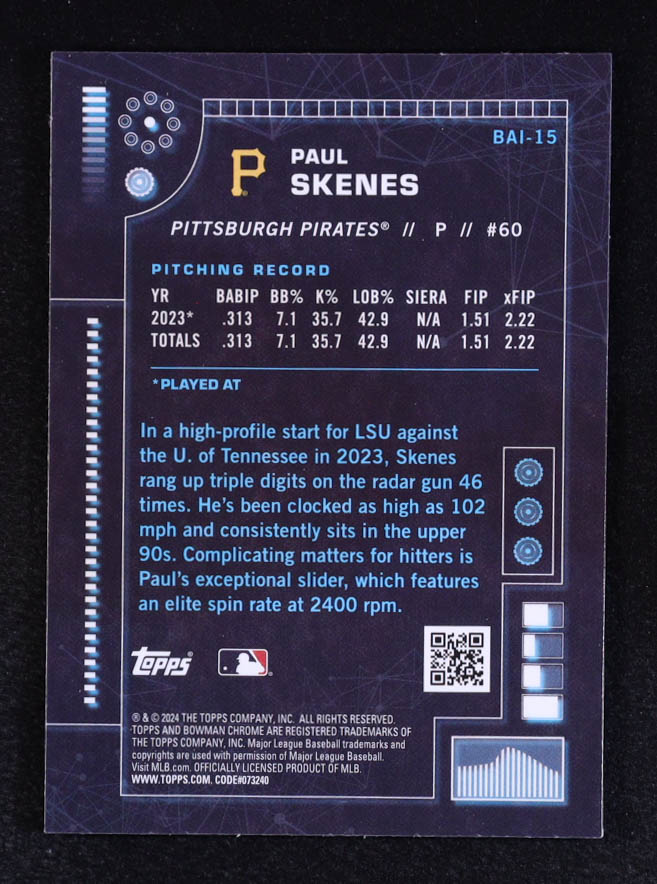 BAI-15
P
PAUL
SKENES
PITTSBURGH PIRATES® // P // #60
PITCHING RECORD
YR BABIP BB% K% LOB% SIERA FIP xFIP
2023* .313 7.1 35.7 42.9 N/A 1.51 2.22
TOTALS .313 7.1 35.7 42.9 N/A 1.51 2.22
*PLAYED AT
In a high-profile start for LSU against
the U. of Tennessee in 2023, Skenes
rang up triple digits on the radar gun 46
times. He's been clocked as high as 102
mph and consistently sits in the upper
90s. Complicating matters for hitters is
Paul's exceptional slider, which features
an elite spin rate at 2400 rpm.
topps
® & © 2024 THE TOPPS COMPANY, INC. ALL RIGHTS RESERVED.
TOPPS AND BOWMAN CHROME ARE REGISTERED TRADEMARKS OF
THE TOPPS COMPANY, INC. Major League Baseball trademarks and
copyrights are used with permission of Major League Baseball.
Visit MLB.com. OFFICIALLY LICENSED PRODUCT OF MLB.
WWW.TOPPS.COM. CODE#073240